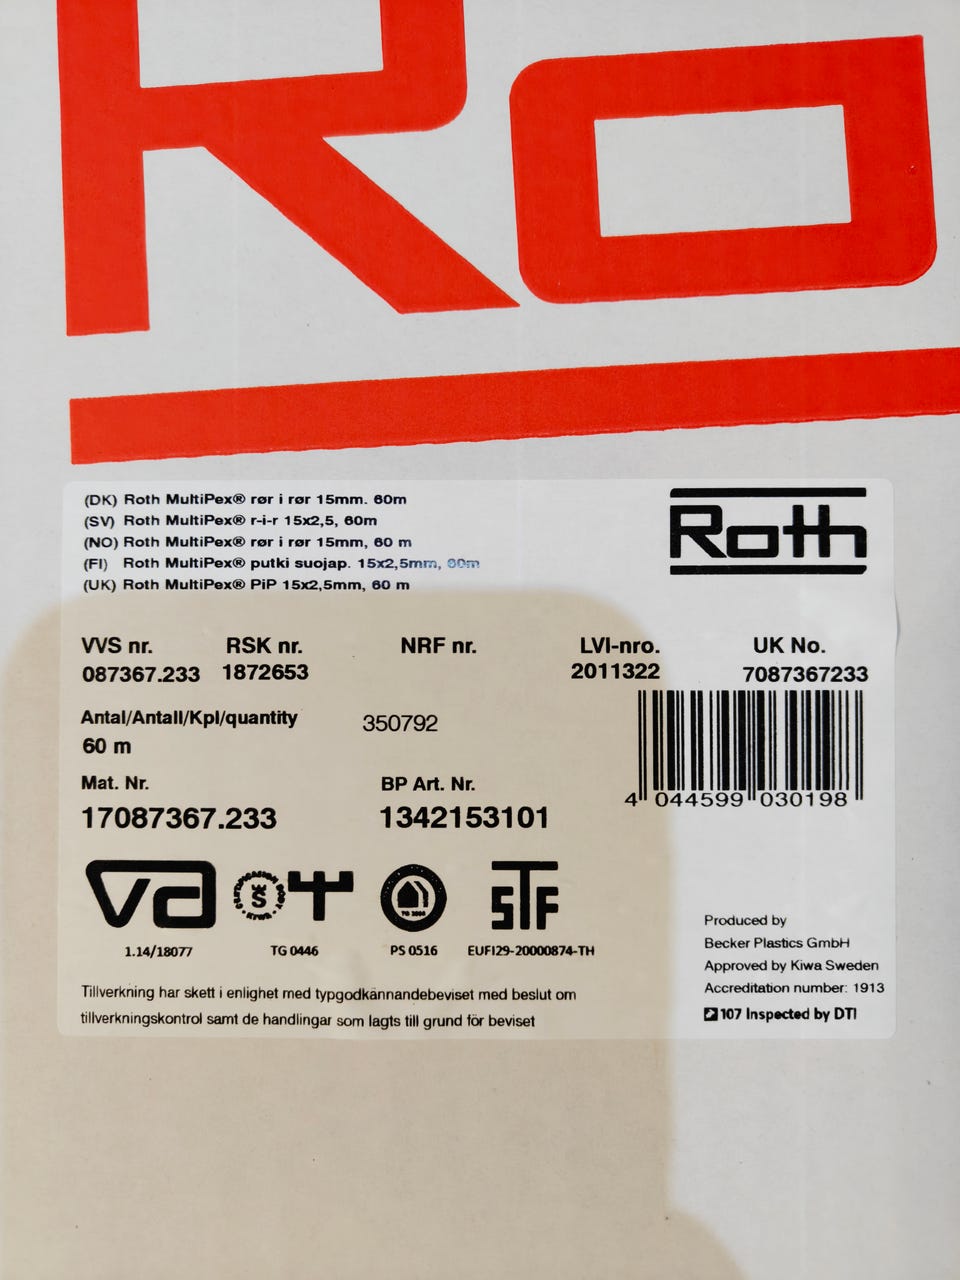 Ro
(DK) Roth MultiPex® rør i rør 15mm. 60m
(SV) Roth MultiPex® r-i-r 15x2,5, 60m
(NO) Roth MultiPex® rør i rør 15mm, 60 m
(FI) Roth MultiPex® putki suojap. 15x2,5mm, 60m
(UK) Roth MultiPex® PiP 15x2,5mm, 60 m
Roth
VVS nr. RSK nr. NRF nr. LVI-nro. UK No.
087367.233 1872653 2011322 7087367233
Antal/Antall/Kpl/quantity 350792
60 m
4 044599 030198
Mat. Nr. BP Art. Nr.
17087367.233 1342153101
va STF
1.14/18077 TG 0446 PS 0516 EUFI29-20000874-TH
Tillverkning har skett i enlighet med typgodkännandebeviset med beslut om
tillverkningskontrol samt de handlingar som lagts till grund för beviset
Produced by
Becker Plastics GmbH
Approved by Kiwa Sweden
Accreditation number: 1913
107 Inspected by DTI